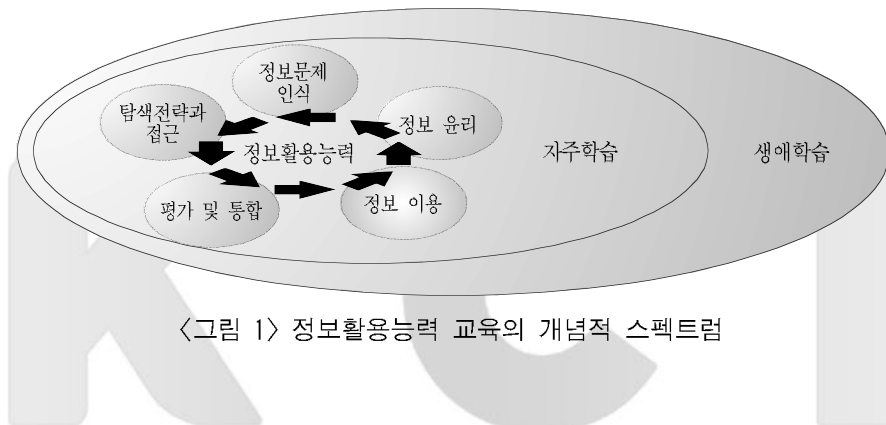 정보문제
인식
탐색전략과
접근
정보 윤리
정보활용능력
자주학습
생애학습
평가 및 통합
정보 이용
<그림 1> 정보활용능력 교육의 개념적 스펙트럼
KCI